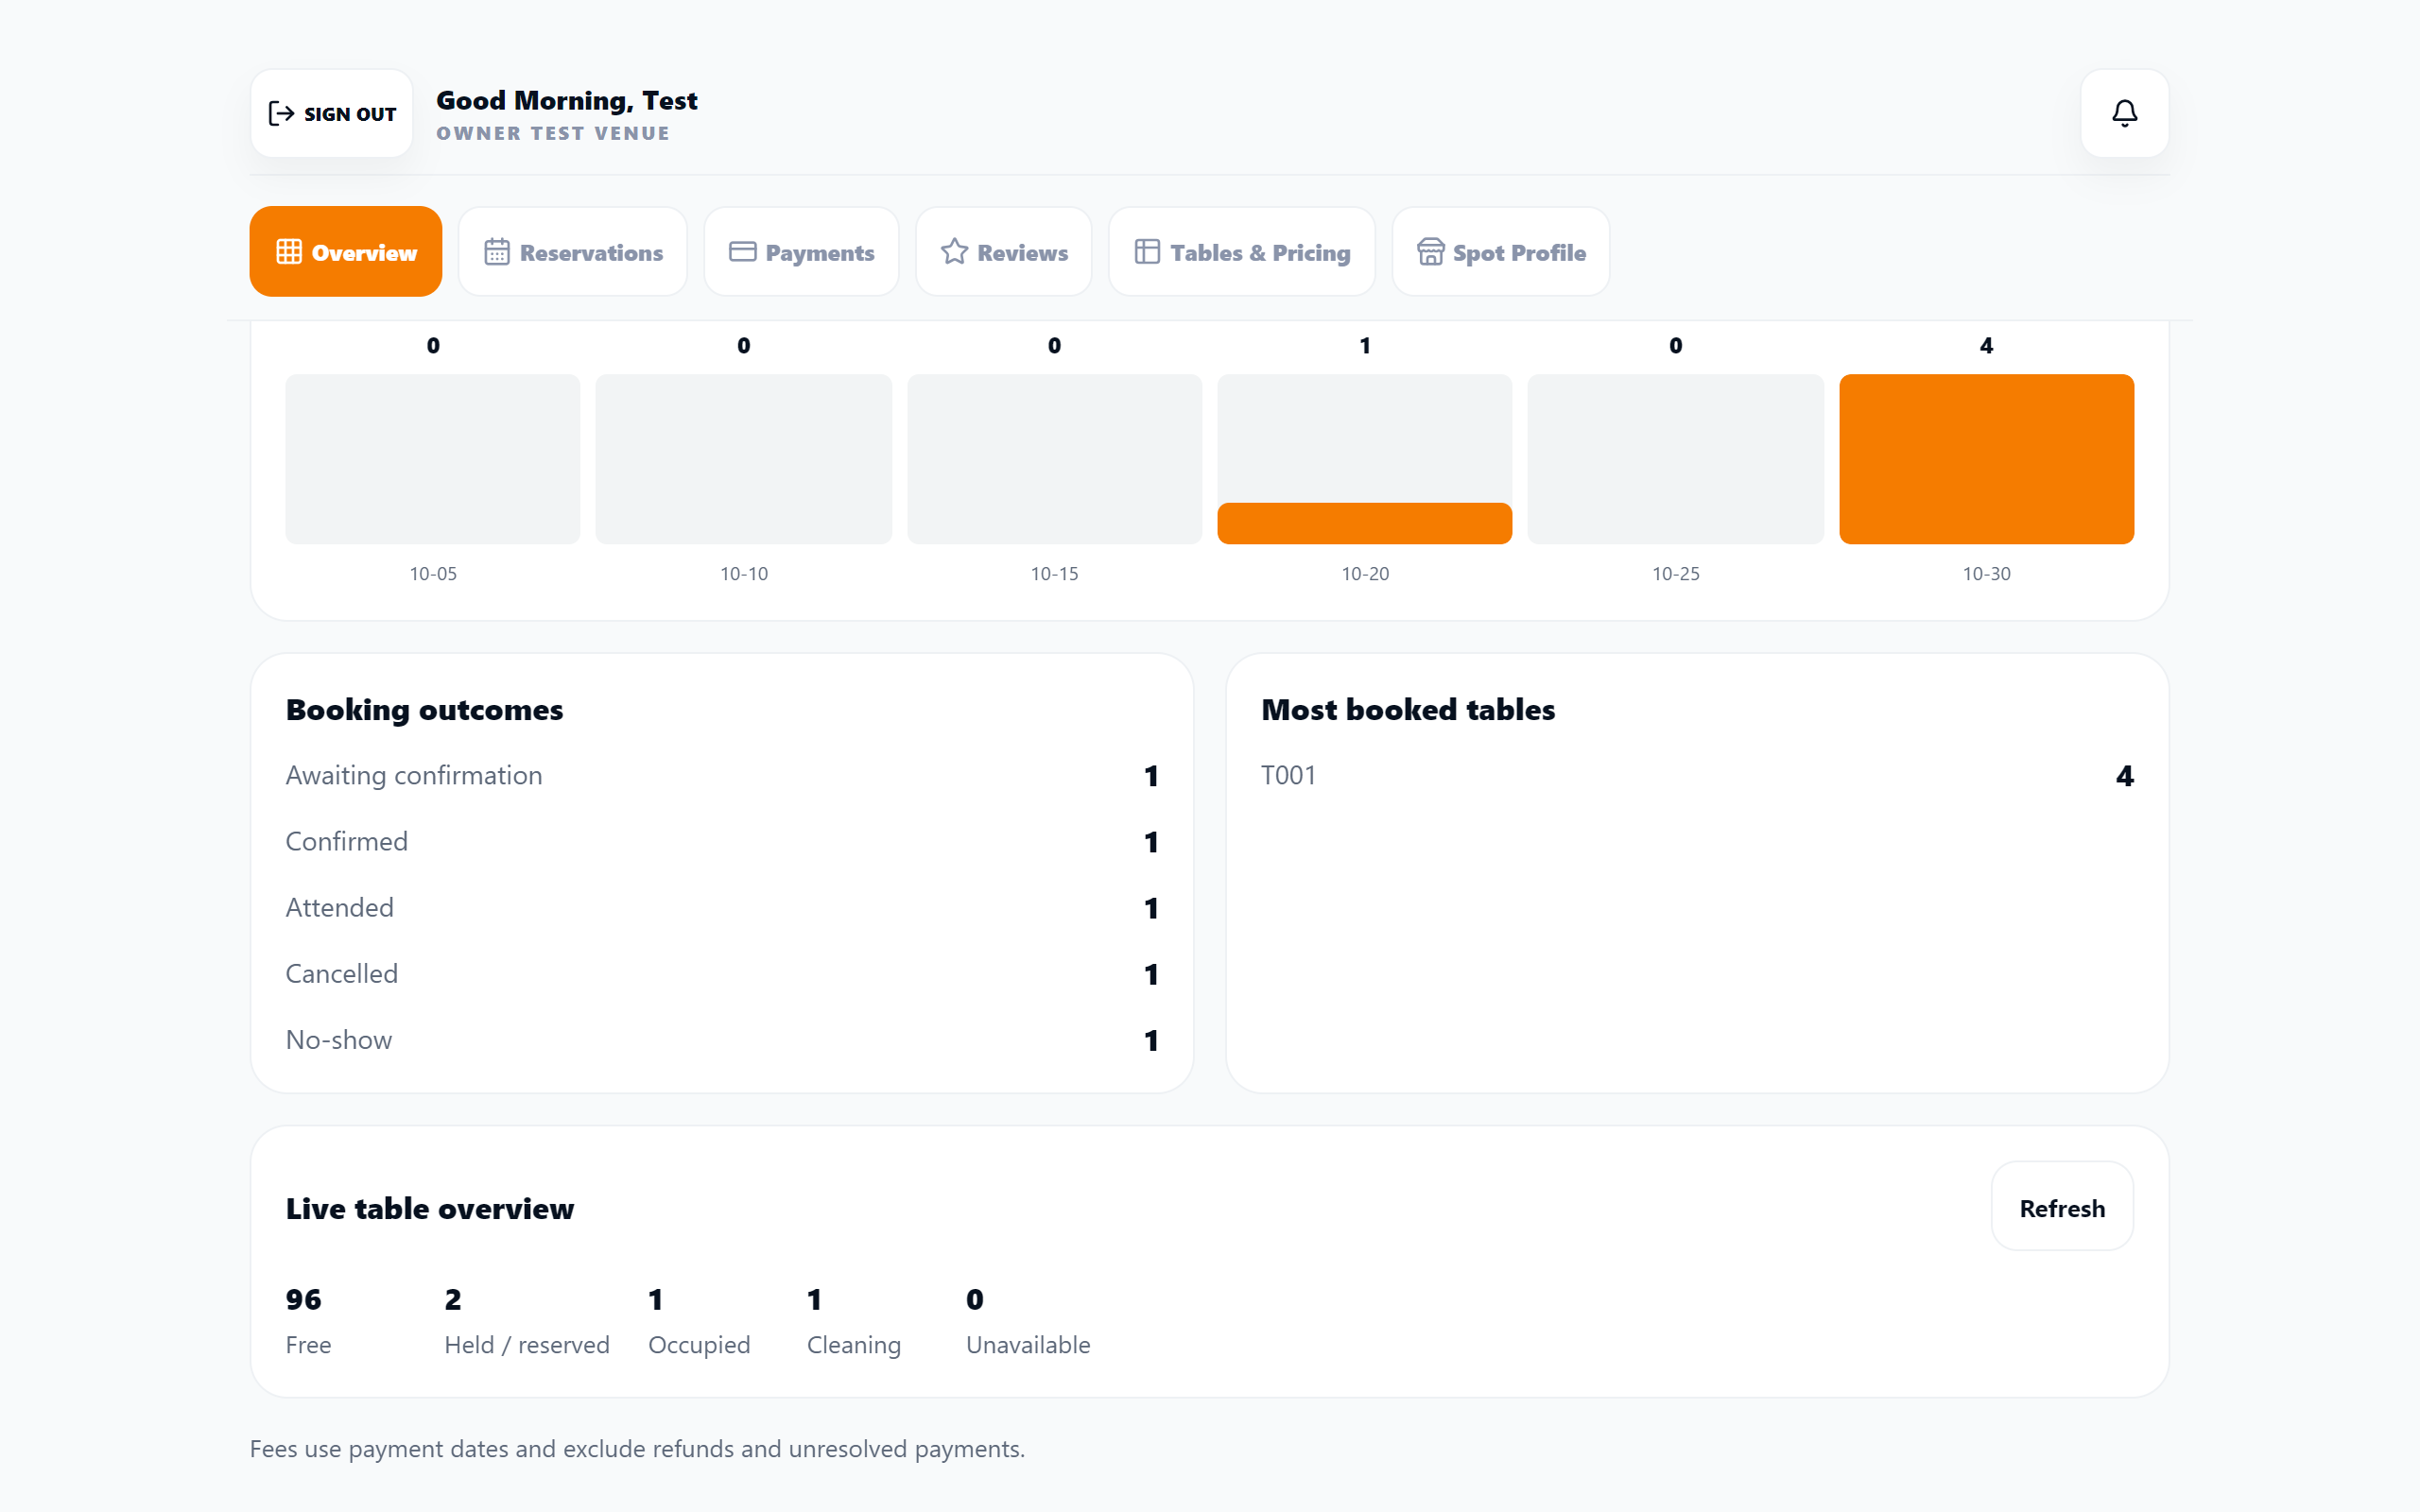 SIGN OUT
Good Morning, Test
OWNER TEST VENUE
Overview
Reservations
Payments
Reviews
Tables & Pricing
Spot Profile
0 0 0 1 0 4
10-05 10-10 10-15 10-20 10-25 10-30
Booking outcomes
Awaiting confirmation 1
Confirmed 1
Attended 1
Cancelled 1
No-show 1
Most booked tables
T001 4
Live table overview
Refresh
96 2 1 1 0
Free Held / reserved Occupied Cleaning Unavailable
Fees use payment dates and exclude refunds and unresolved payments.